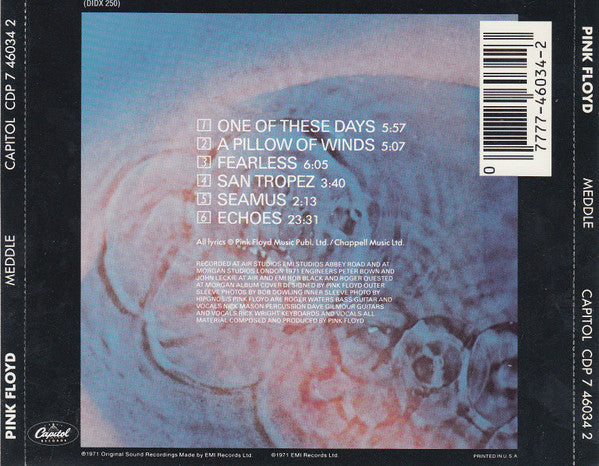 (DIDX 250)
PINK FLOYD MEDDLE CAPITOL CDP 7 46034 2
1 ONE OF THESE DAYS 5:57
2 A PILLOW OF WINDS 5:07
3 FEARLESS 6:05
4 SAN TROPEZ 3:40
5 SEAMUS 2:13
6 ECHOES 23:31
All lyrics © Pink Floyd Music Publ. Ltd. / Chappell Music Ltd.
RECORDED AT AIR STUDIOS EMI STUDIOS ABBEY ROAD AND AT
MORGAN STUDIOS LONDON 1971 ENGINEERS PETER BOWN AND
JOHN LECKIE AT AIR AND EMI BOB BLACK AND ROGER QUESTED
AT MORGAN ALBUM COVER DESIGNED BY PINK FLOYD OUTER
SLEEVE PHOTOS BY BOB DOWLING INNER SLEEVE PHOTO BY
HIPGNOSIS PINK FLOYD ARE ROGER WATERS BASS GUITAR AND
VOCALS NICK MASON PERCUSSION DAVE GILMOUR GUITARS
AND VOCALS RICK WRIGHT KEYBOARDS AND VOCALS ALL
MATERIAL COMPOSED AND PRODUCED BY PINK FLOYD
0 7777-46034-2
PINK FLOYD MEDDLE CAPITOL CDP 7 46034 2
Capitol
RECORDS
℗1971 Original Sound Recordings Made by EMI Records Ltd. ©1971 EMI Records Ltd.
PRINTED IN U.S.A.